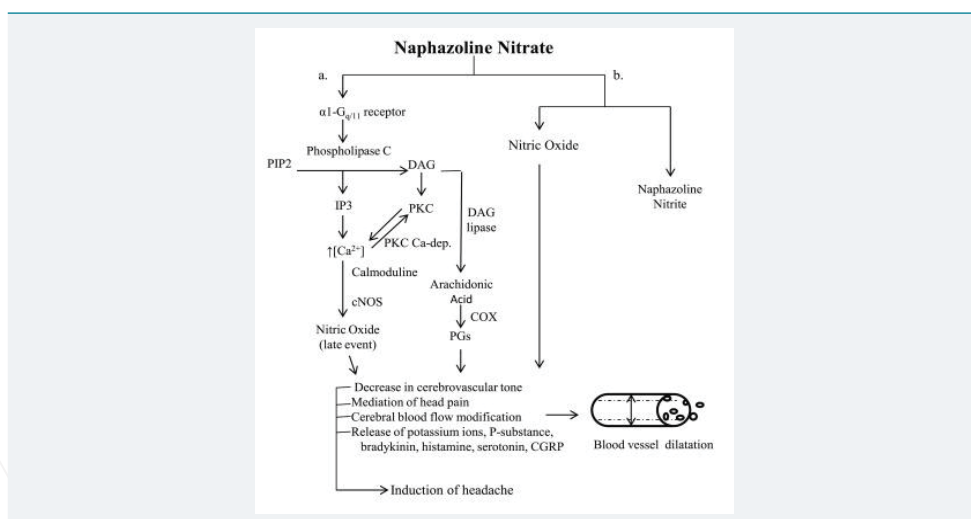 Naphazoline Nitrate
a.
b.
α1-Gq/11 receptor
Phospholipase C
PIP2
DAG
Nitric Oxide
Naphazoline
Nitrite
IP3
PKC
DAG
lipase
↑[Ca²⁺]
PKC Ca-dep.
Calmoduline
cNOS
Arachidonic
Acid
COX
PGs
Nitric Oxide
(late event)
Decrease in cerebrovascular tone
Mediation of head pain
Cerebral blood flow modification
Release of potassium ions, P-substance,
bradykinin, histamine, serotonin, CGRP
Blood vessel dilatation
Induction of headache